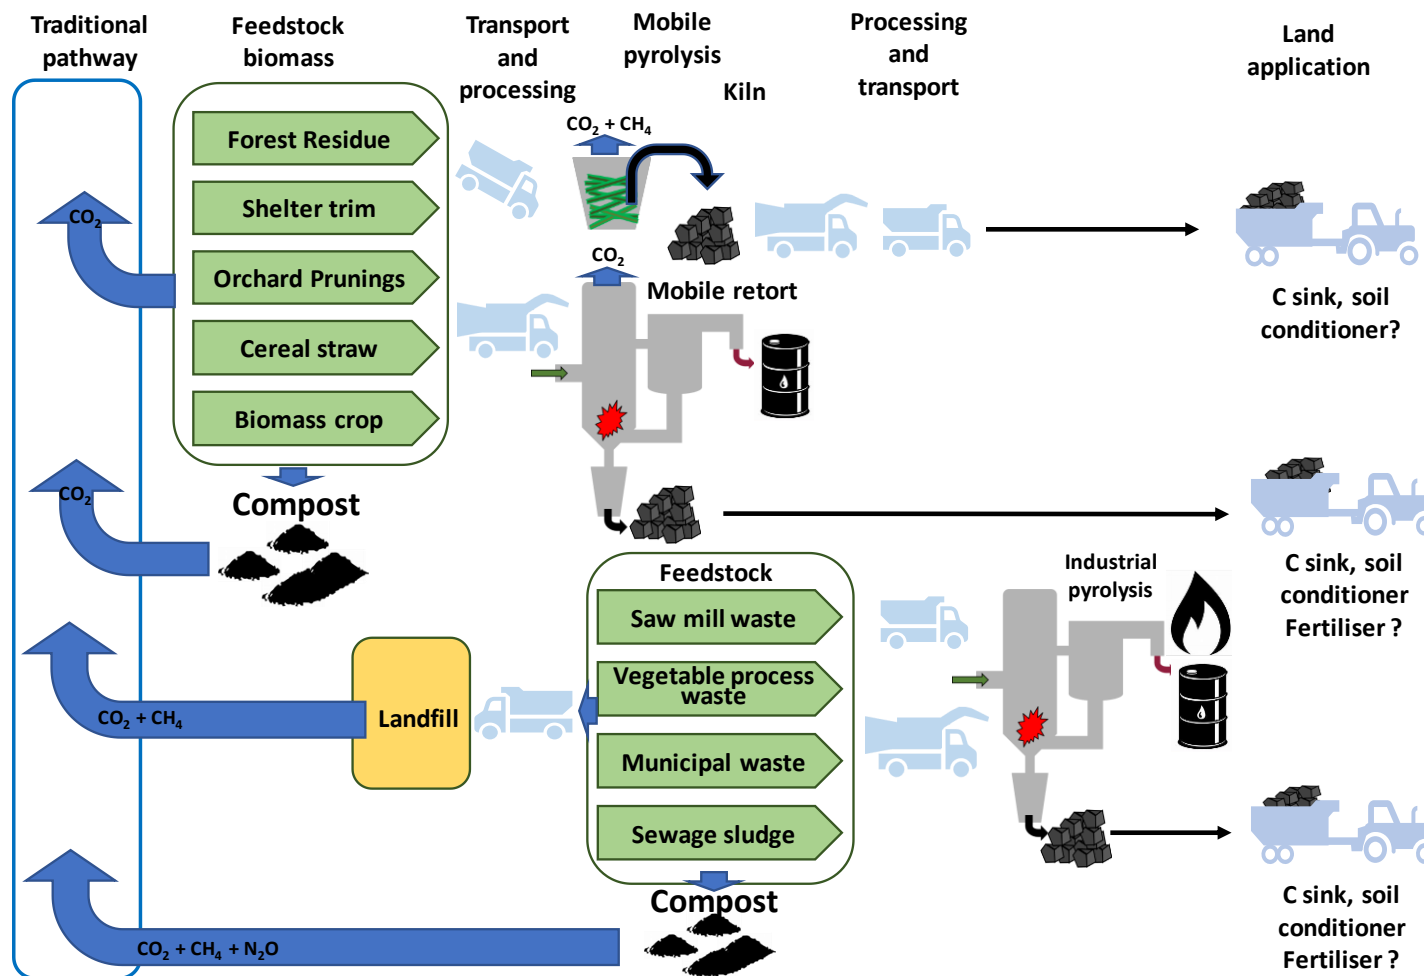 Traditional
pathway
Feedstock
biomass
Transport
and
processing
Mobile
pyrolysis
Kiln
Processing
and
transport
Land
application
Forest Residue
Shelter trim
Orchard Prunings
Cereal straw
Biomass crop
CO₂
CO₂ + CH₄
CO₂
Mobile retort
C sink, soil
conditioner?
CO₂
Compost
C sink, soil
conditioner
Fertiliser ?
Feedstock
Saw mill waste
Vegetable process
waste
Municipal waste
Sewage sludge
Industrial
pyrolysis
Landfill
CO₂ + CH₄
Compost
CO₂ + CH₄ + N₂O
C sink, soil
conditioner
Fertiliser ?